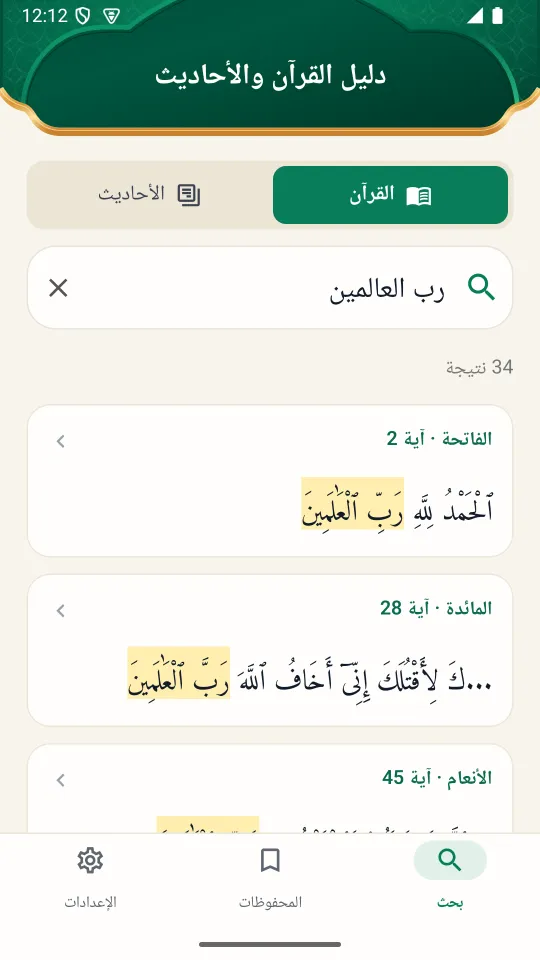 12:12
دليل القرآن والأحاديث
القرآن
الأحاديث
رب العالمين
34 نتيجة
الفاتحة · آية 2
ٱلْحَمْدُ لِلَّهِ رَبِّ ٱلْعَٰلَمِينَ
المائدة · آية 28
...كَ لِأَقْتُلَكَ إِنِّىٓ أَخَافُ ٱللَّهَ رَبَّ ٱلْعَٰلَمِينَ
الأنعام · آية 45
بحث
المحفوظات
الإعدادات